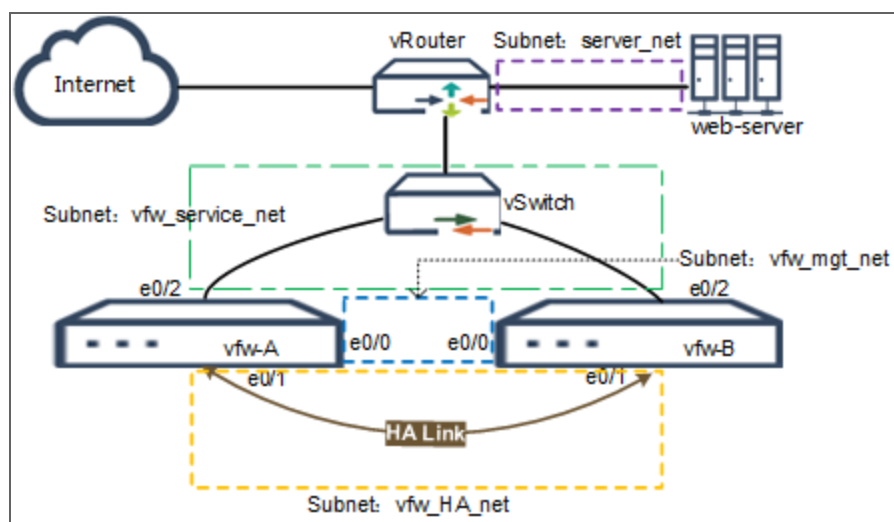 vRouter
Subnet: server_net
Internet
web-server
Subnet: vfw_service_net
vSwitch
Subnet: vfw_mgt_net
e0/2
e0/2
vfw-A
e0/0
e0/0
vfw-B
e0/1
e0/1
HA Link
Subnet: vfw_HA_net